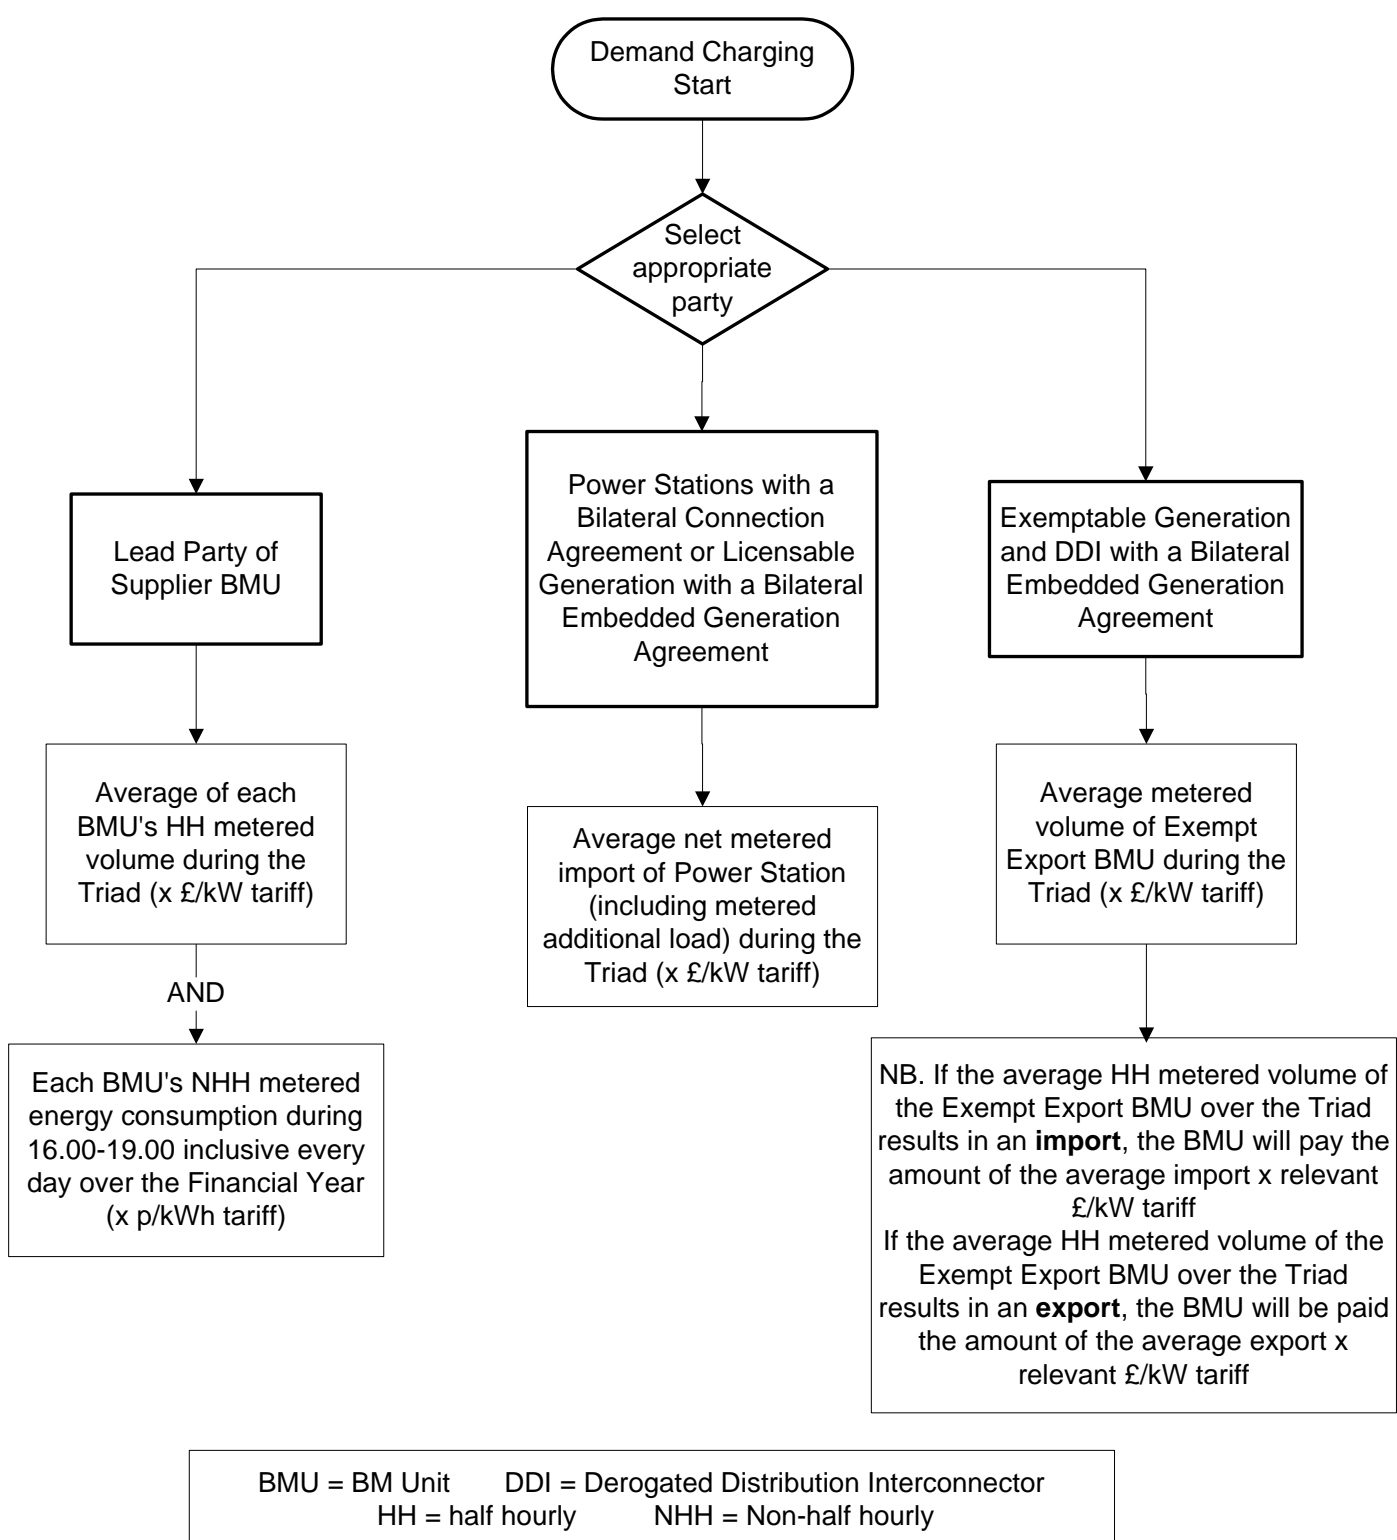 Demand Charging
Start
Select
appropriate
party
Lead Party of
Supplier BMU
Power Stations with a
Bilateral Connection
Agreement or Licensable
Generation with a Bilateral
Embedded Generation
Agreement
Exemptable Generation
and DDI with a Bilateral
Embedded Generation
Agreement
Average of each
BMU's HH metered
volume during the
Triad (x £/kW tariff)
AND
Each BMU's NHH metered
energy consumption during
16.00-19.00 inclusive every
day over the Financial Year
(x p/kWh tariff)
Average net metered
import of Power Station
(including metered
additional load) during the
Triad (x £/kW tariff)
Average metered
volume of Exempt
Export BMU during the
Triad (x £/kW tariff)
NB. If the average HH metered volume of
the Exempt Export BMU over the Triad
results in an import, the BMU will pay the
amount of the average import x relevant
£/kW tariff
If the average HH metered volume of the
Exempt Export BMU over the Triad
results in an export, the BMU will be paid
the amount of the average export x
relevant £/kW tariff
BMU = BM Unit DDI = Derogated Distribution Interconnector
HH = half hourly NHH = Non-half hourly